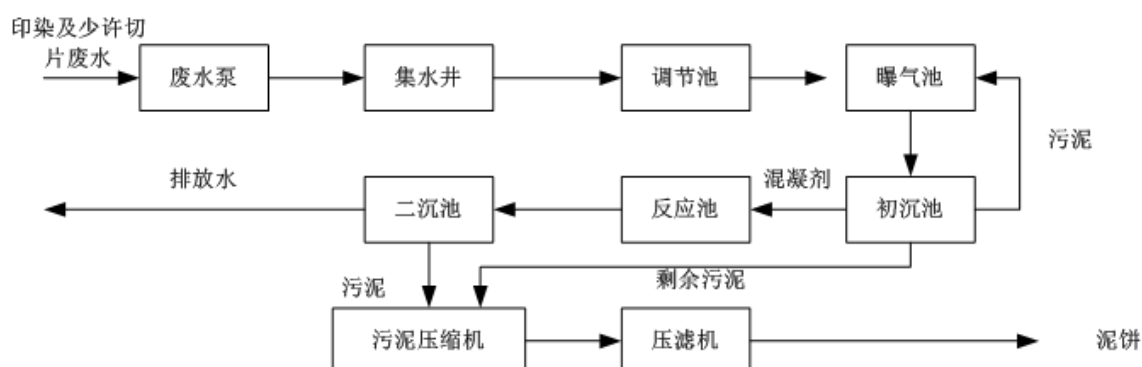 印染及少许切
片废水
废水泵
集水井
调节池
曝气池
污泥
排放水
二沉池
反应池
混凝剂
初沉池
污泥
剩余污泥
污泥压缩机
压滤机
泥饼